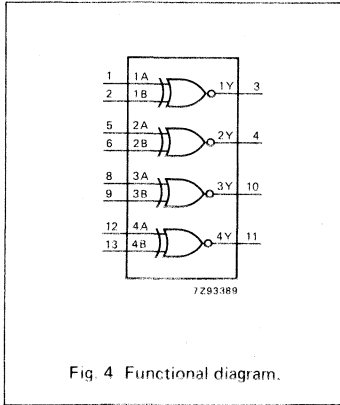 1 1A 1Y 3
2 1B
5 2A 2Y 4
6 2B
8 3A 3Y 10
9 3B
12 4A 4Y 11
13 4B
7Z93389
Fig. 4 Functional diagram.